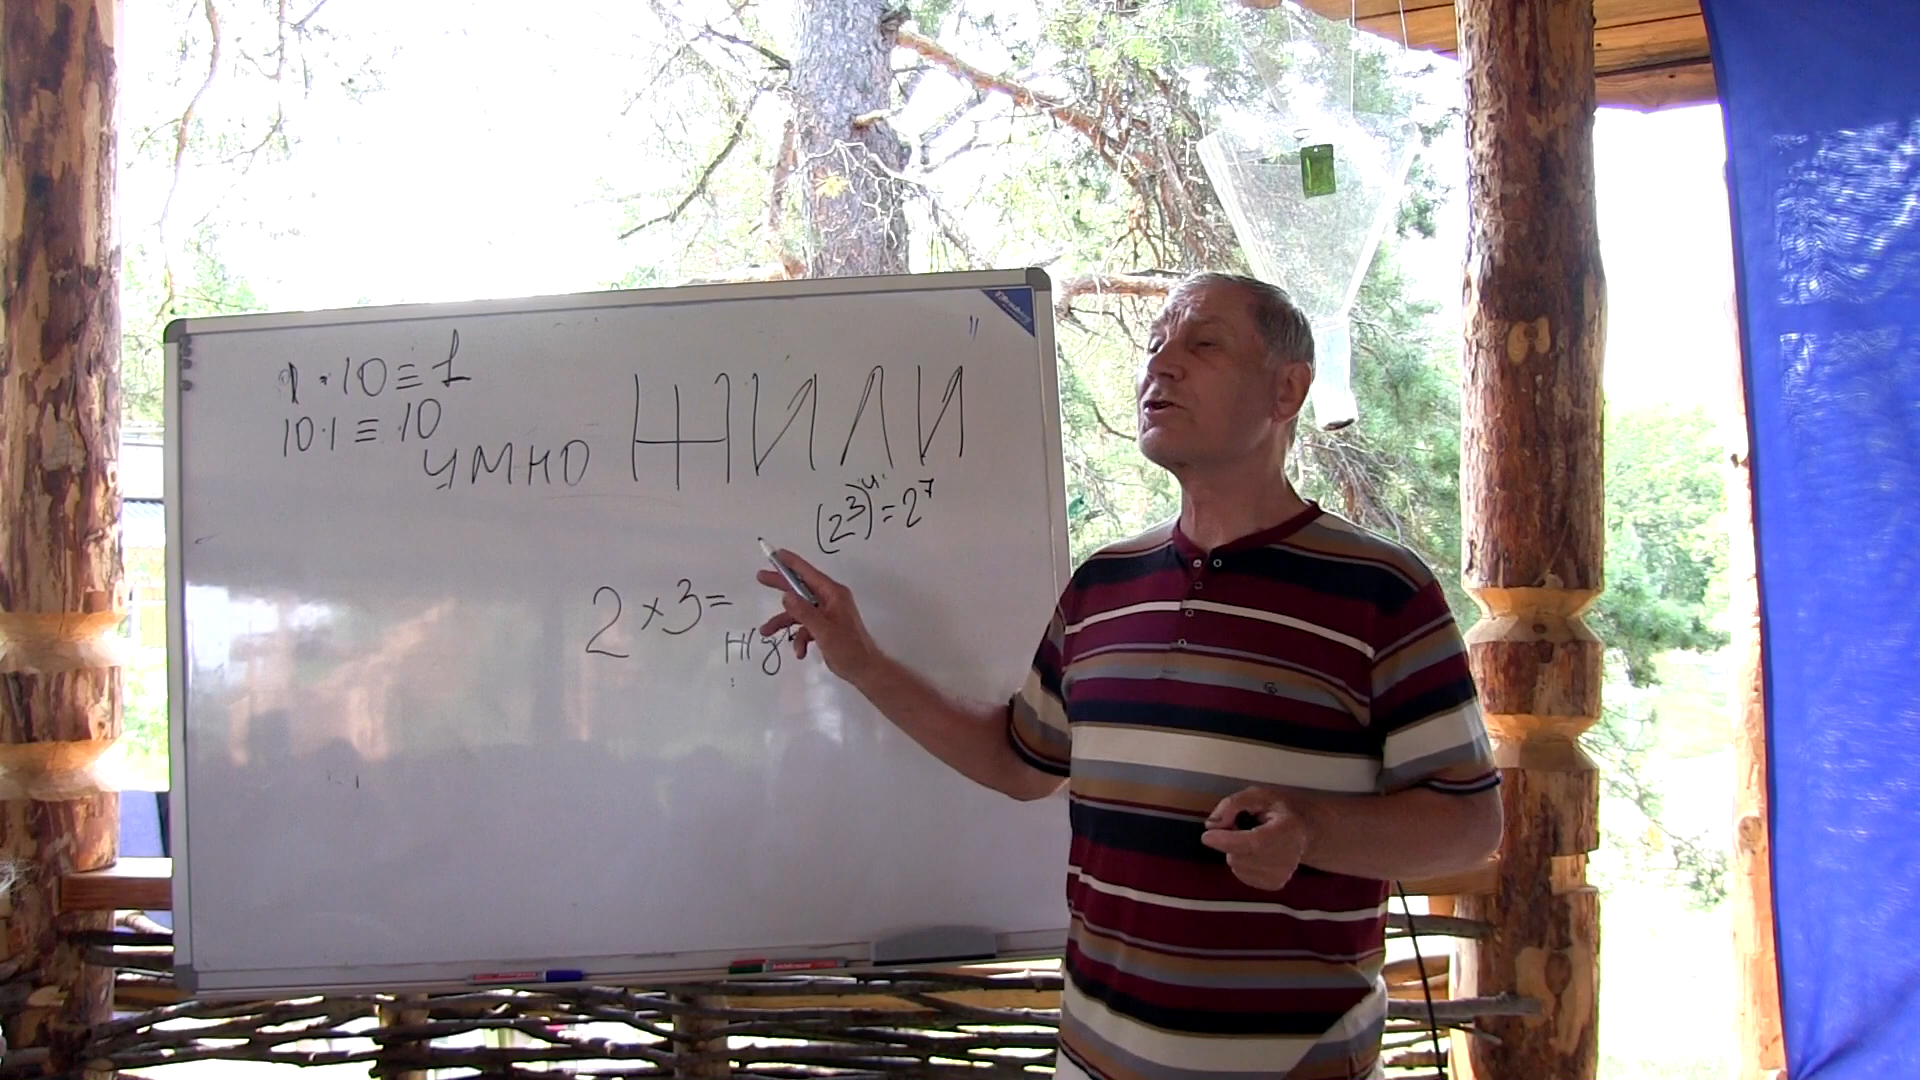 1 · 10 ≡ 1
10 · 1 ≡ 10
УМНО ЖИЛИ
(2³)⁴ = 2⁷
2 × 3 =